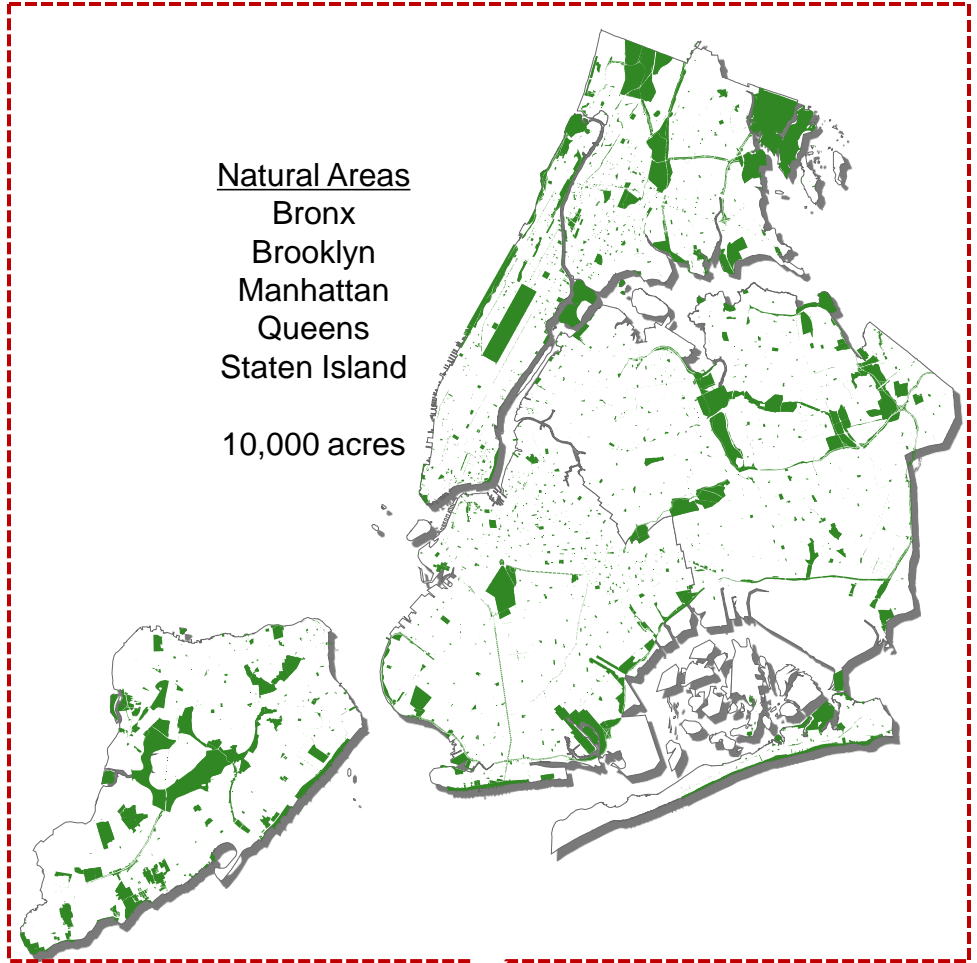 Natural Areas
Bronx
Brooklyn
Manhattan
Queens
Staten Island
10,000 acres